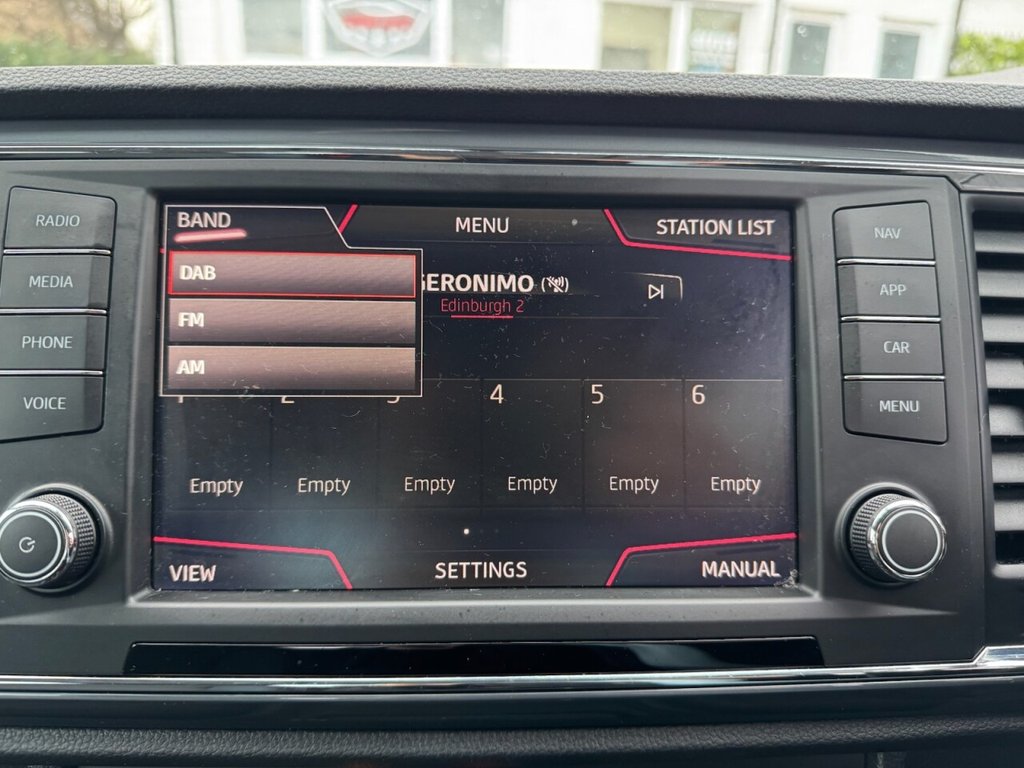 RADIO
MEDIA
PHONE
VOICE
BAND
MENU
STATION LIST
DAB
FM
AM
GERONIMO
Edinburgh 2
4
5
6
Empty
Empty
Empty
Empty
Empty
Empty
VIEW
SETTINGS
MANUAL
NAV
APP
CAR
MENU